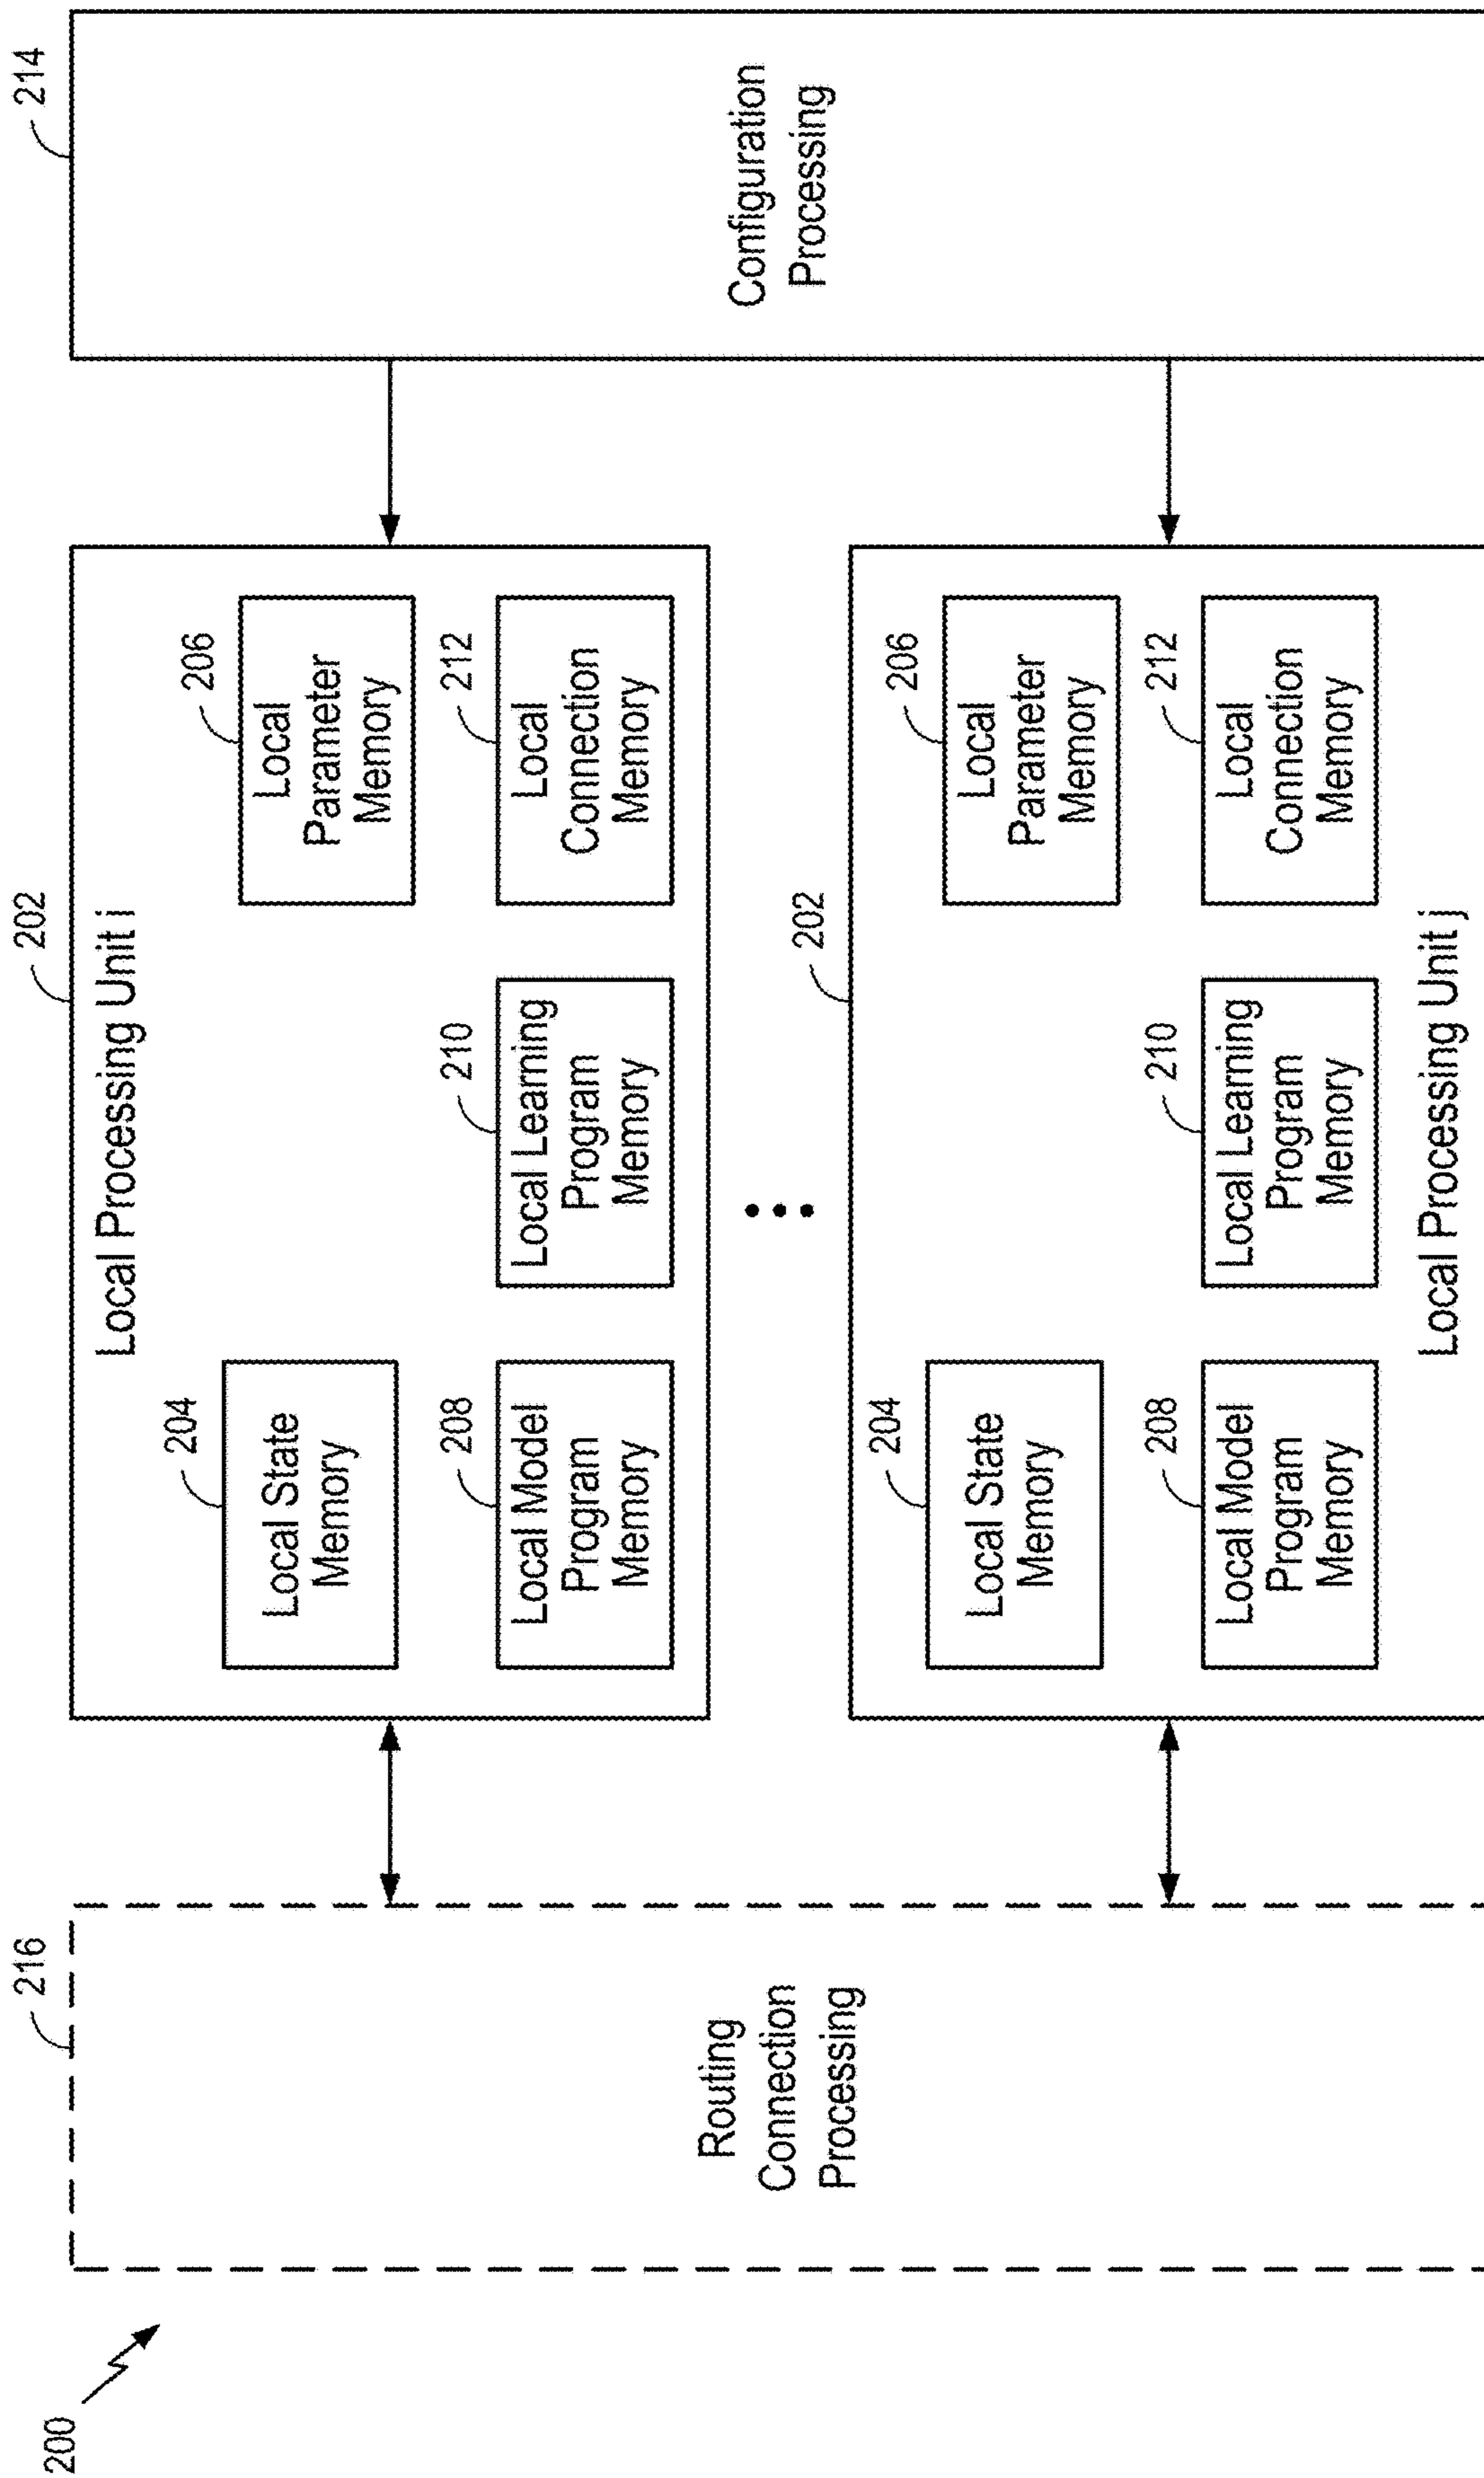 200
216
Routing
Connection
Processing
202
Local Processing Unit i
204
Local State
Memory
206
Local
Parameter
Memory
208
Local Model
Program
Memory
210
Local Learning
Program
Memory
212
Local
Connection
Memory
202
204
Local State
Memory
206
Local
Parameter
Memory
208
Local Model
Program
Memory
210
Local Learning
Program
Memory
212
Local
Connection
Memory
Local Processing Unit j
214
Configuration
Processing